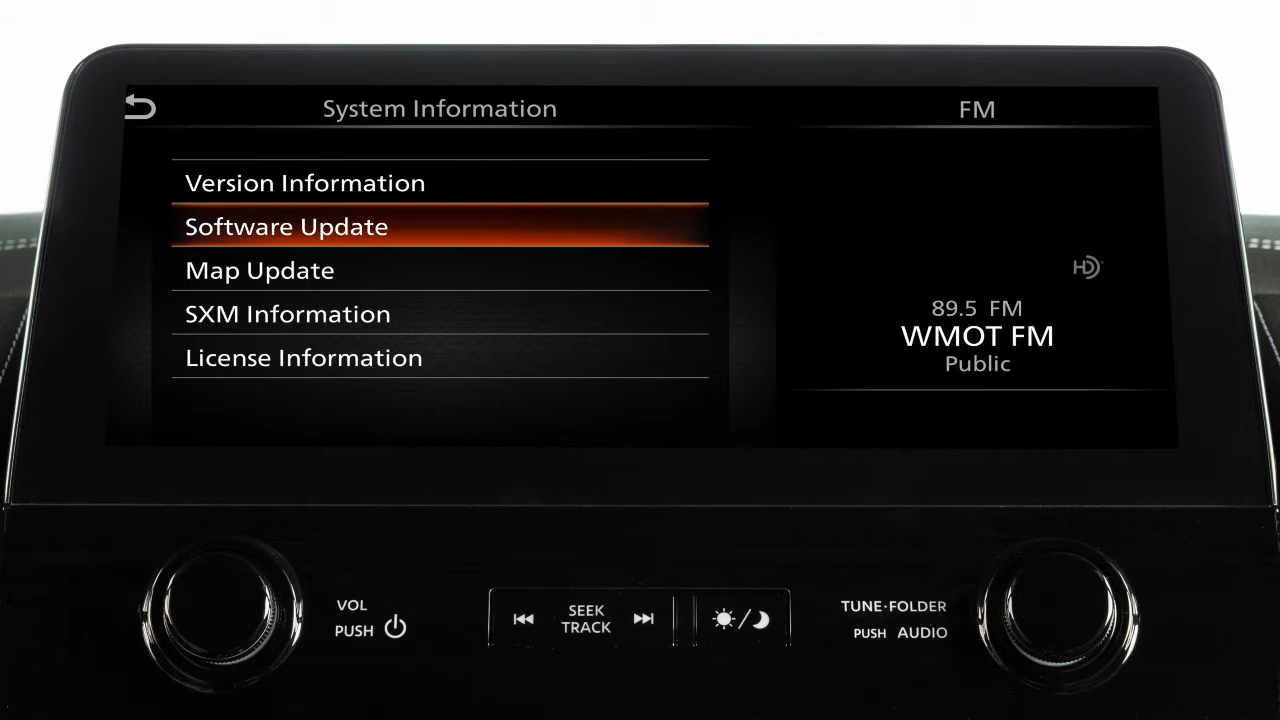 System Information
FM
Version Information
Software Update
Map Update
SXM Information
License Information
HD
89.5 FM
WMOT FM
Public
VOL
PUSH
SEEK
TRACK
TUNE·FOLDER
PUSH AUDIO